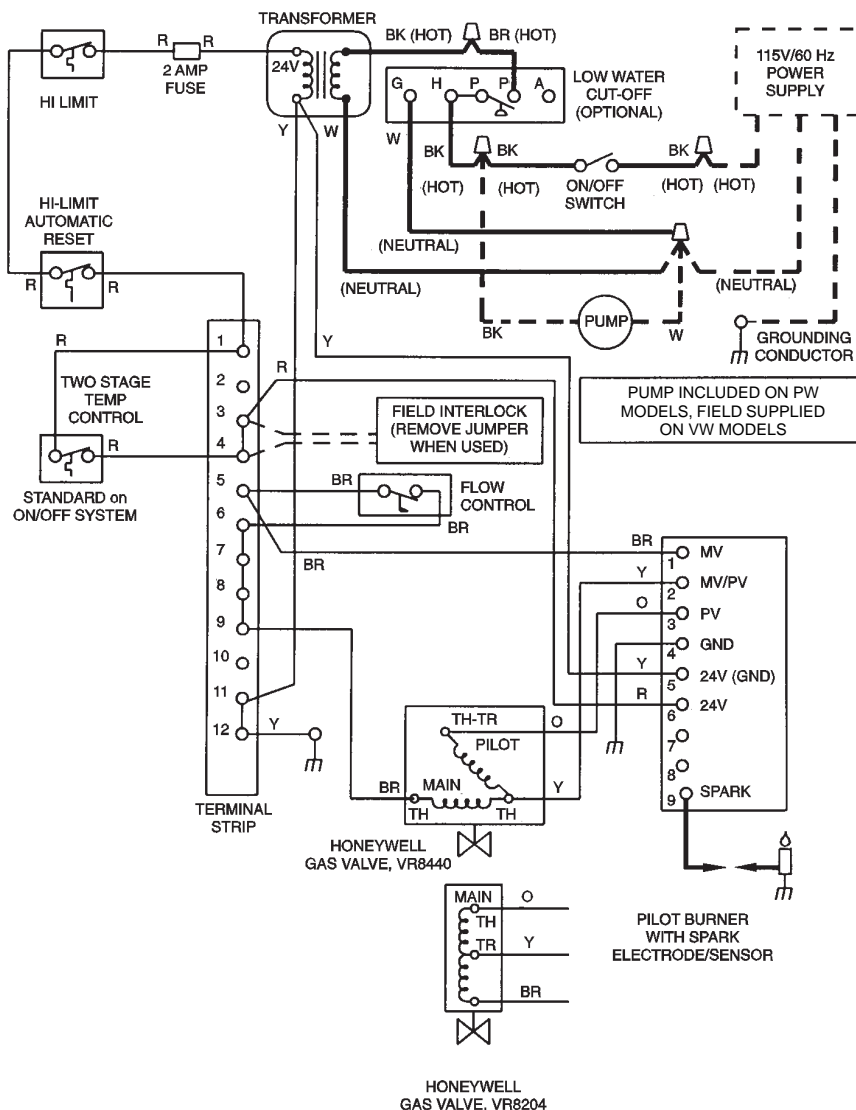 TRANSFORMER
BK (HOT) BR (HOT)
R R
2 AMP
FUSE
24V
HI LIMIT
Y W
G H P P A
LOW WATER
CUT-OFF
(OPTIONAL)
115V/60 Hz
POWER
SUPPLY
W
BK BK BK
(HOT) (HOT) (HOT) (HOT)
ON/OFF
SWITCH
HI-LIMIT
AUTOMATIC
RESET
(NEUTRAL)
R R
(NEUTRAL)
(NEUTRAL)
BK PUMP W
GROUNDING
CONDUCTOR
1
R
Y
2
TWO STAGE
TEMP
CONTROL
R
3
FIELD INTERLOCK
(REMOVE JUMPER
WHEN USED)
PUMP INCLUDED ON PW
MODELS, FIELD SUPPLIED
ON VW MODELS
4
R
STANDARD on
ON/OFF SYSTEM
5
BR
FLOW
CONTROL
6
BR
7
BR
8
9
10
11
12
Y
TERMINAL
STRIP
BR 1 MV
Y 2 MV/PV
O 3 PV
4 GND
Y 5 24V (GND)
R 6 24V
7
8
9 SPARK
TH-TR
O
PILOT
MAIN
BR
Y
TH TH
HONEYWELL
GAS VALVE, VR8440
MAIN
O
TH
TR
Y
BR
PILOT BURNER
WITH SPARK
ELECTRODE/SENSOR
HONEYWELL
GAS VALVE, VR8204